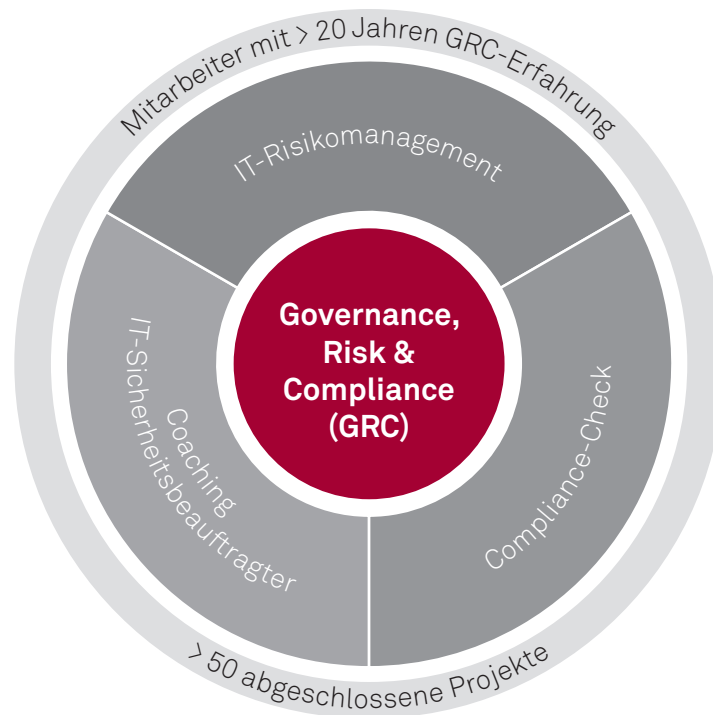 Mitarbeiter mit > 20 Jahren GRC-Erfahrung
IT-Risikomanagement
Governance,
Risk &
Compliance
(GRC)
Coaching
IT-Sicherheitsbeauftragter
Compliance-Check
> 50 abgeschlossene Projekte